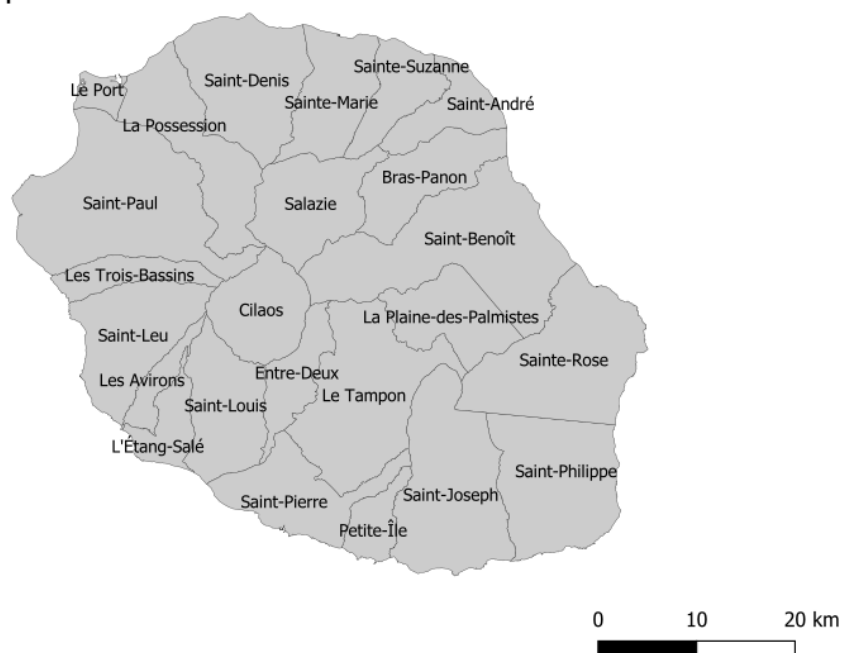 Saint-Denis
Sainte-Suzanne
Le Port
Sainte-Marie
Saint-André
La Possession
Bras-Panon
Saint-Paul
Salazie
Saint-Benoît
Les Trois-Bassins
Cilaos
La Plaine-des-Palmistes
Saint-Leu
Sainte-Rose
Les Avirons
Entre-Deux
Le Tampon
Saint-Louis
L'Étang-Salé
Saint-Philippe
Saint-Pierre
Saint-Joseph
Petite-Île
0 10 20 km